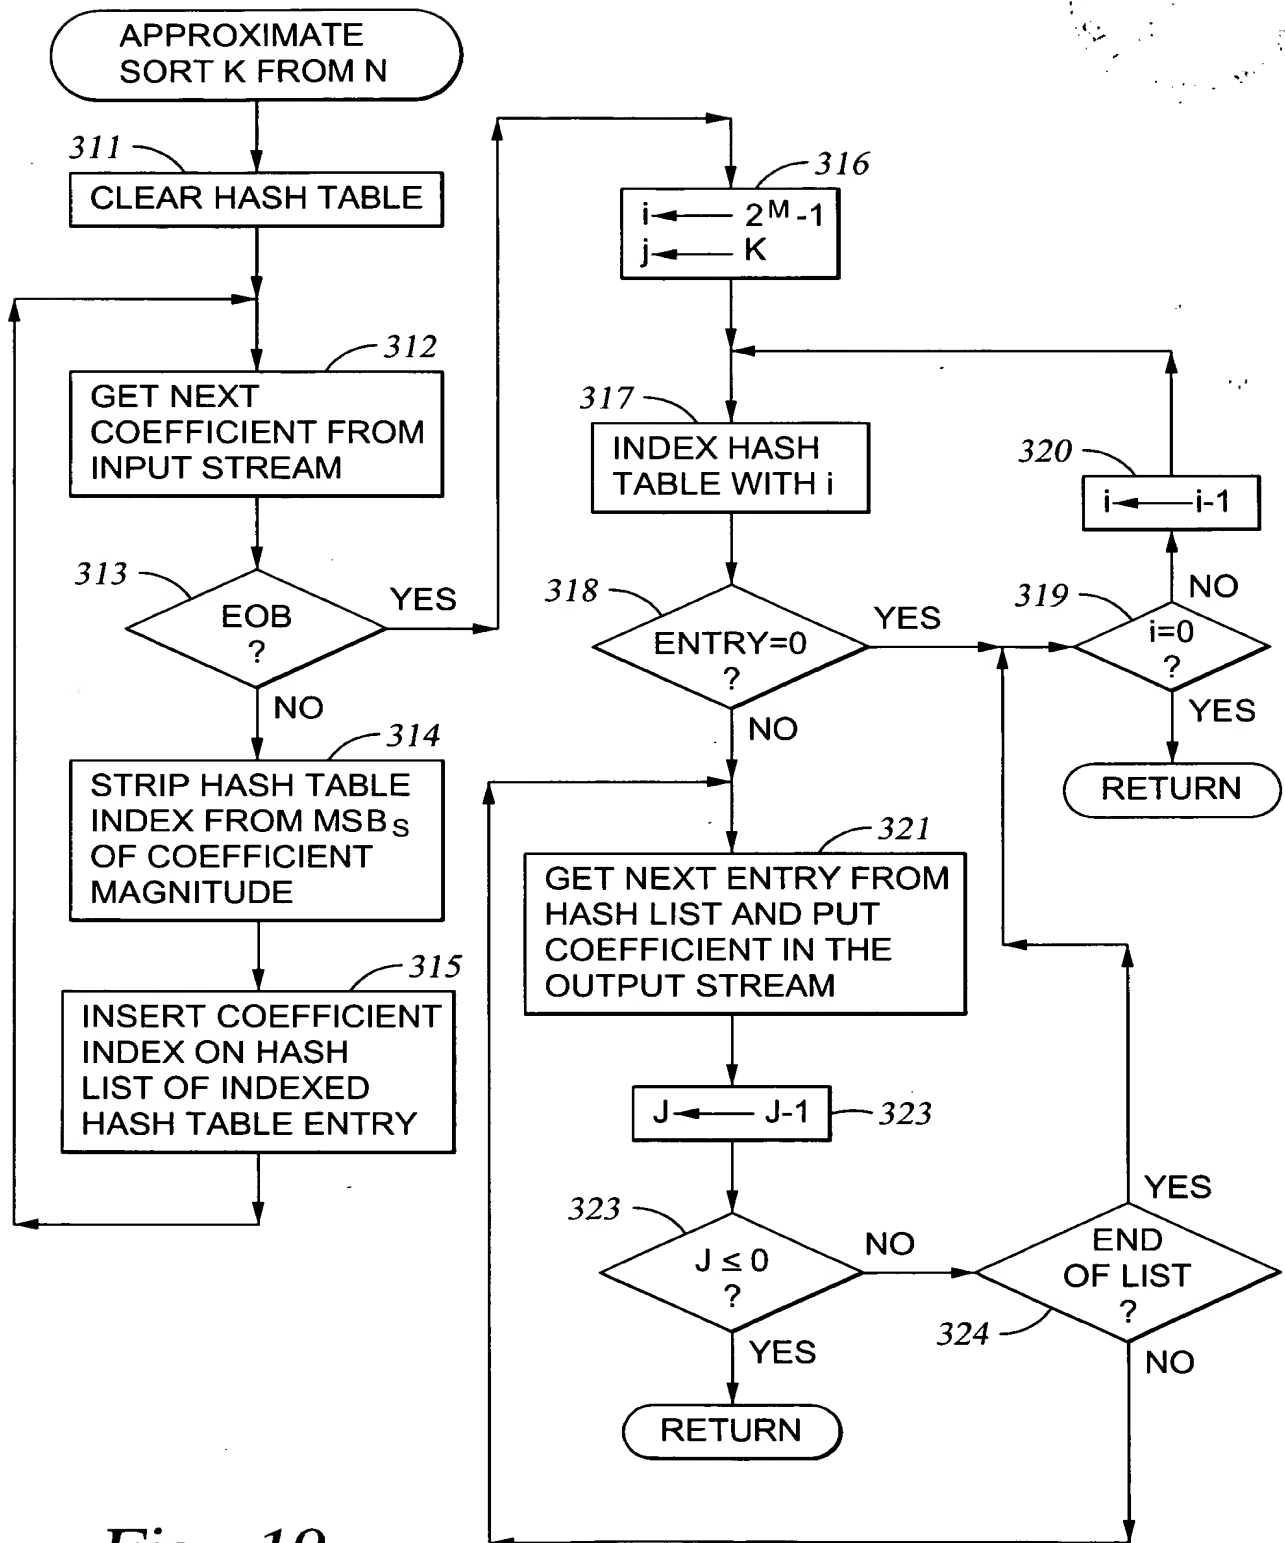 APPROXIMATE
SORT K FROM N
311
CLEAR HASH TABLE
312
GET NEXT
COEFFICIENT FROM
INPUT STREAM
313
EOB
?
YES
NO
314
STRIP HASH TABLE
INDEX FROM MSBS
OF COEFFICIENT
MAGNITUDE
315
INSERT COEFFICIENT
INDEX ON HASH
LIST OF INDEXED
HASH TABLE ENTRY
316
i ← 2^M -1
j ← K
317
INDEX HASH
TABLE WITH i
318
ENTRY=0
?
YES
NO
319
i=0
?
NO
YES
320
i ← i-1
RETURN
321
GET NEXT ENTRY FROM
HASH LIST AND PUT
COEFFICIENT IN THE
OUTPUT STREAM
J ← J-1
323
323
J ≤ 0
?
NO
YES
RETURN
324
END
OF LIST
?
YES
NO